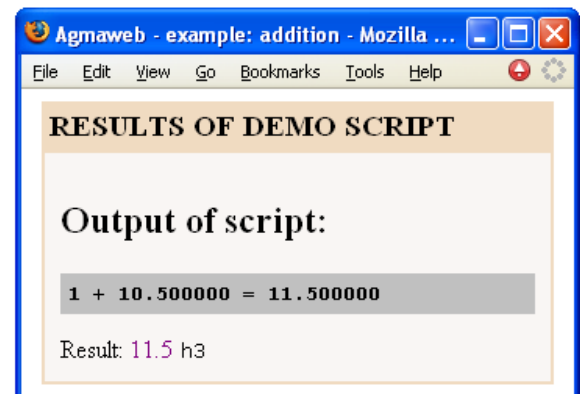 Agmaweb - example: addition - Mozilla ...
File Edit View Go Bookmarks Tools Help
RESULTS OF DEMO SCRIPT
Output of script:
1 + 10.500000 = 11.500000
Result: 11.5 h3